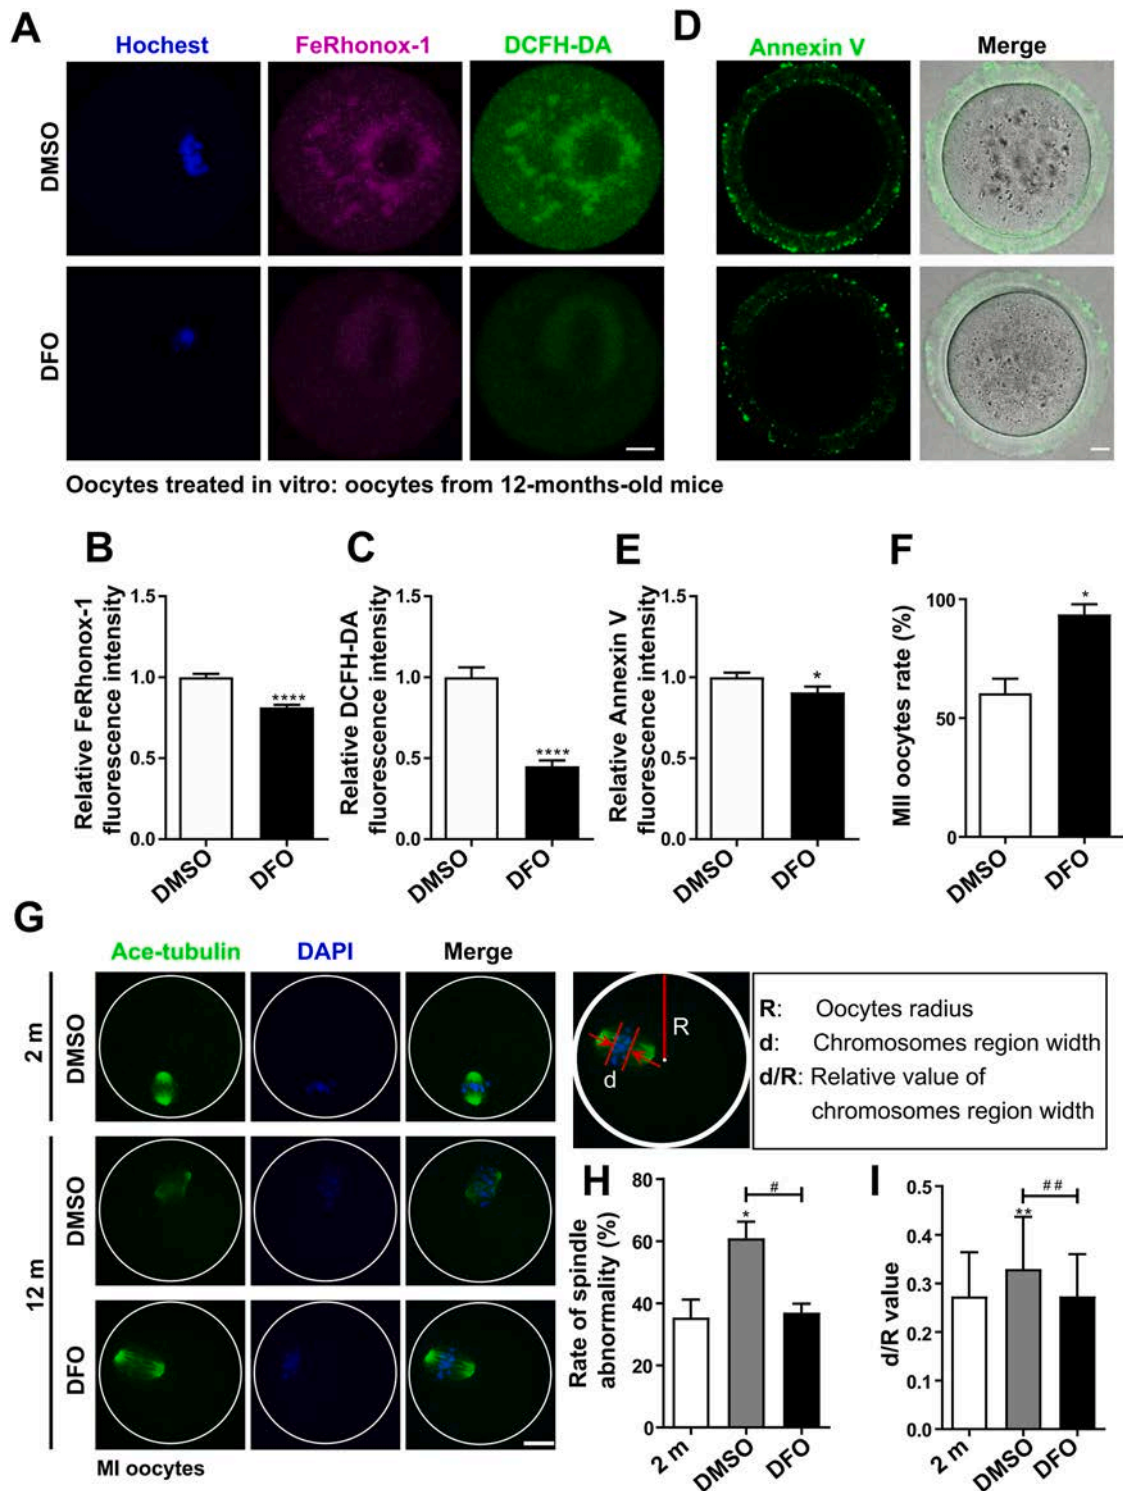 A
Hochest
FeRhonox-1
DCFH-DA
DMSO
DFO
D
Annexin V
Merge
Oocytes treated in vitro: oocytes from 12-months-old mice
B
Relative FeRhonox-1
fluorescence intensity
1.5
1.0
0.5
0.0
****
DMSO
DFO
C
Relative DCFH-DA
fluorescence intensity
1.5
1.0
0.5
0.0
****
DMSO
DFO
E
Relative Annexin V
fluorescence intensity
1.5
1.0
0.5
0.0
*
DMSO
DFO
F
MII oocytes rate (%)
100
50
0
*
DMSO
DFO
G
Ace-tubulin
DAPI
Merge
2 m
DMSO
12 m
DMSO
DFO
MI oocytes
R
d
R: Oocytes radius
d: Chromosomes region width
d/R: Relative value of
chromosomes region width
H
Rate of spindle
abnormality (%)
80
60
40
20
0
*
#
2 m
DMSO
DFO
I
d/R value
0.5
0.4
0.3
0.2
0.1
0.0
**
##
2 m
DMSO
DFO